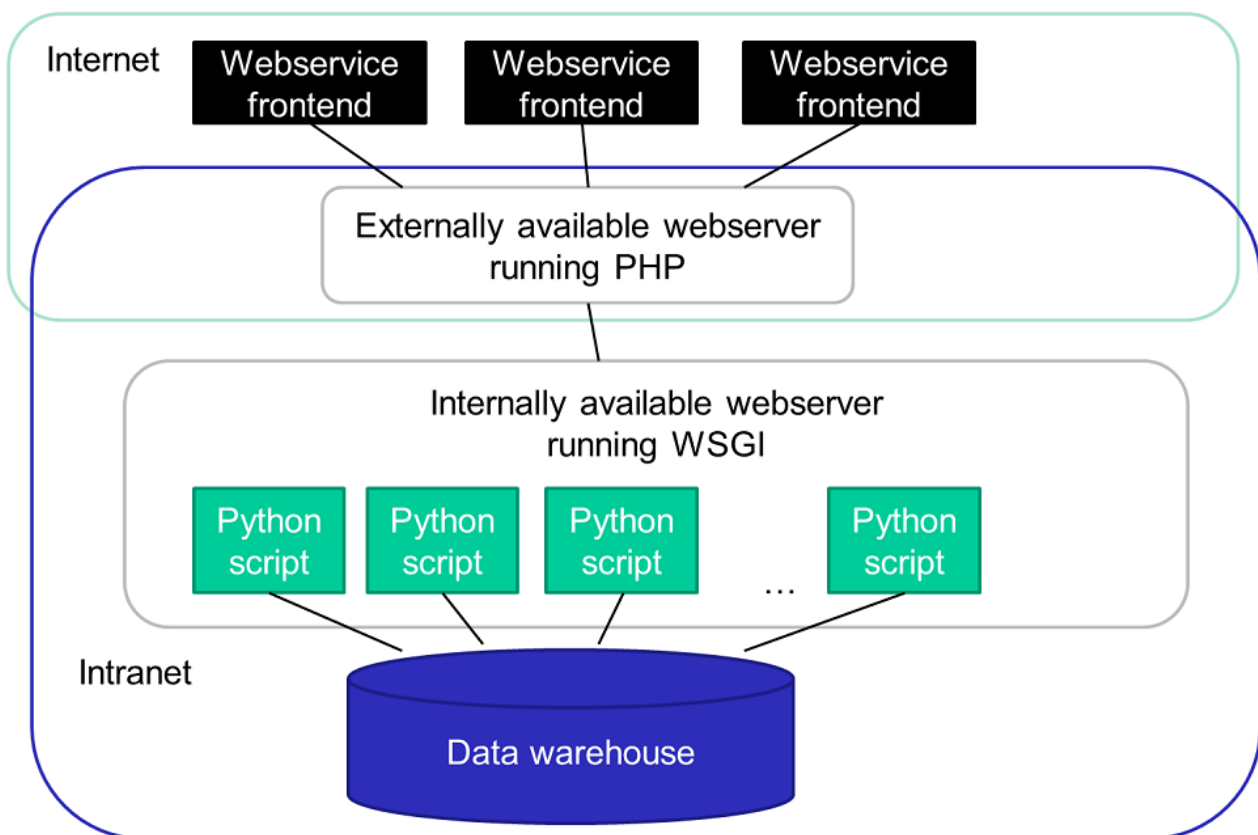 Internet
Webservice
frontend
Webservice
frontend
Webservice
frontend
Externally available webserver
running PHP
Internally available webserver
running WSGI
Python
script
Python
script
Python
script
...
Python
script
Intranet
Data warehouse